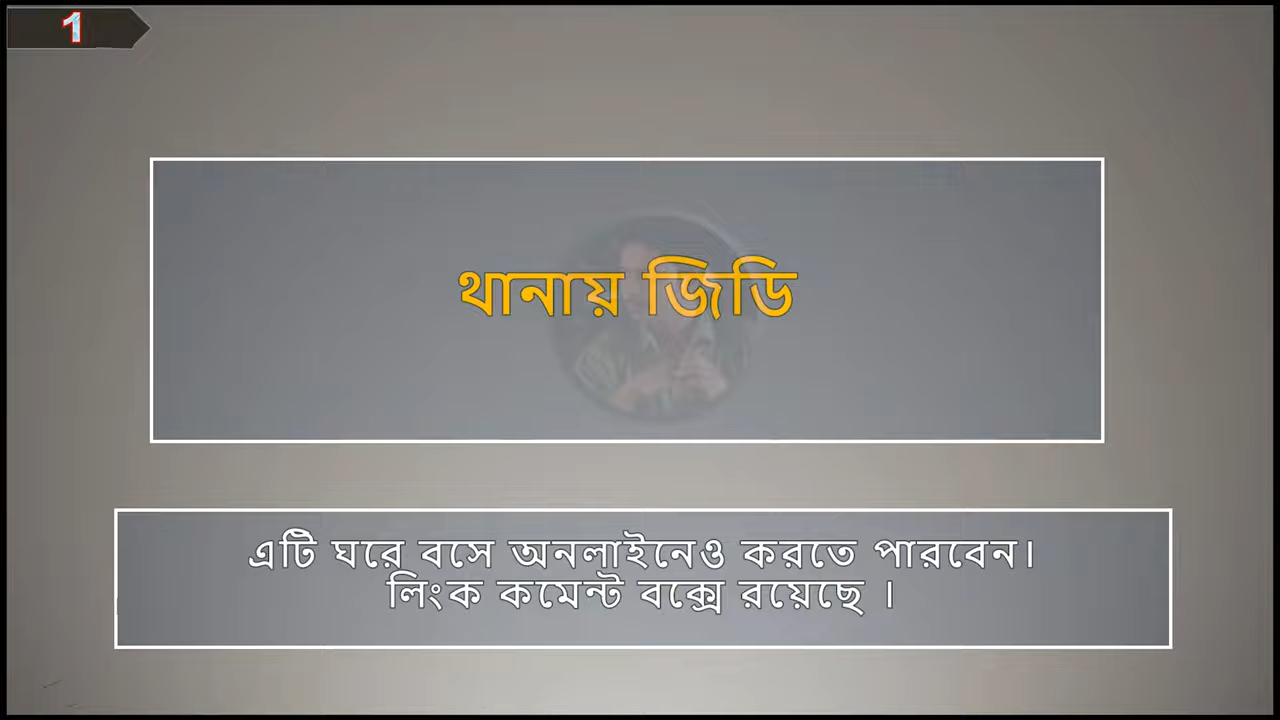 1
থানায় জিডি
এটি ঘরে বসে অনলাইনেও করতে পারবেন।
লিংক কমেন্ট বক্সে রয়েছে ।